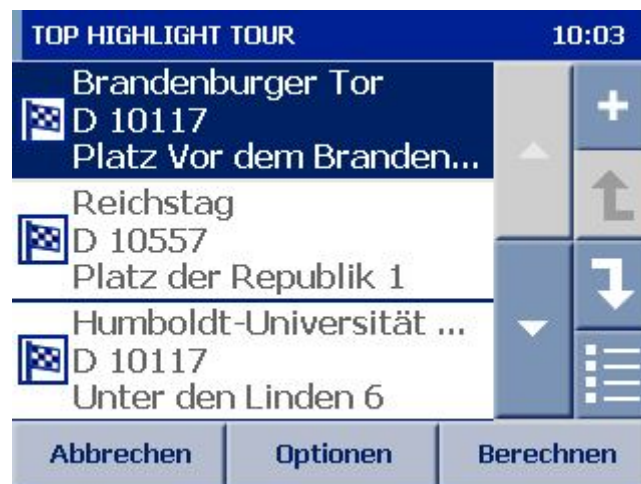 TOP HIGHLIGHT TOUR 10:03
Brandenburger Tor
D 10117
Platz Vor dem Branden...
Reichstag
D 10557
Platz der Republik 1
Humboldt-Universität ...
D 10117
Unter den Linden 6
Abbrechen Optionen Berechnen